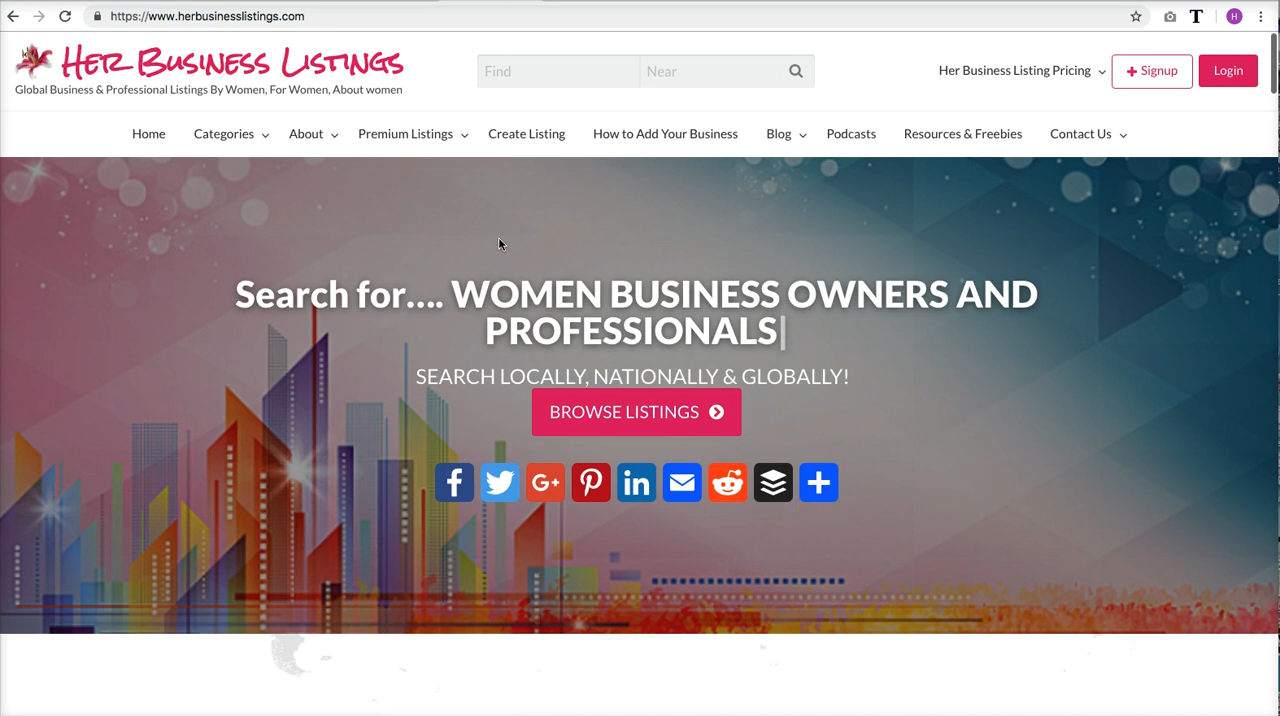 https://www.herbusinesslistings.com
T
H
Her Business Listings
Global Business & Professional Listings By Women, For Women, About women
Find
Near
Her Business Listing Pricing
Signup
Login
Home
Categories
About
Premium Listings
Create Listing
How to Add Your Business
Blog
Podcasts
Resources & Freebies
Contact Us
Search for.... WOMEN BUSINESS OWNERS AND
PROFESSIONALS|
SEARCH LOCALLY, NATIONALLY & GLOBALLY!
BROWSE LISTINGS